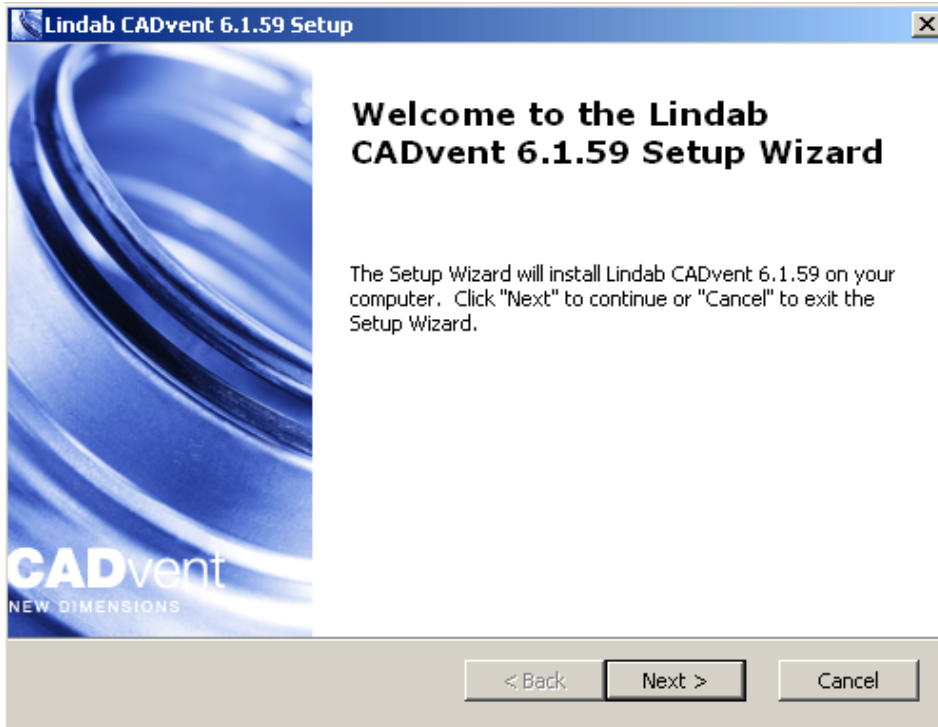 Lindab CADvent 6.1.59 Setup
Welcome to the Lindab
CADvent 6.1.59 Setup Wizard
The Setup Wizard will install Lindab CADvent 6.1.59 on your
computer. Click "Next" to continue or "Cancel" to exit the
Setup Wizard.
CADvent
NEW DIMENSIONS
< Back
Next >
Cancel